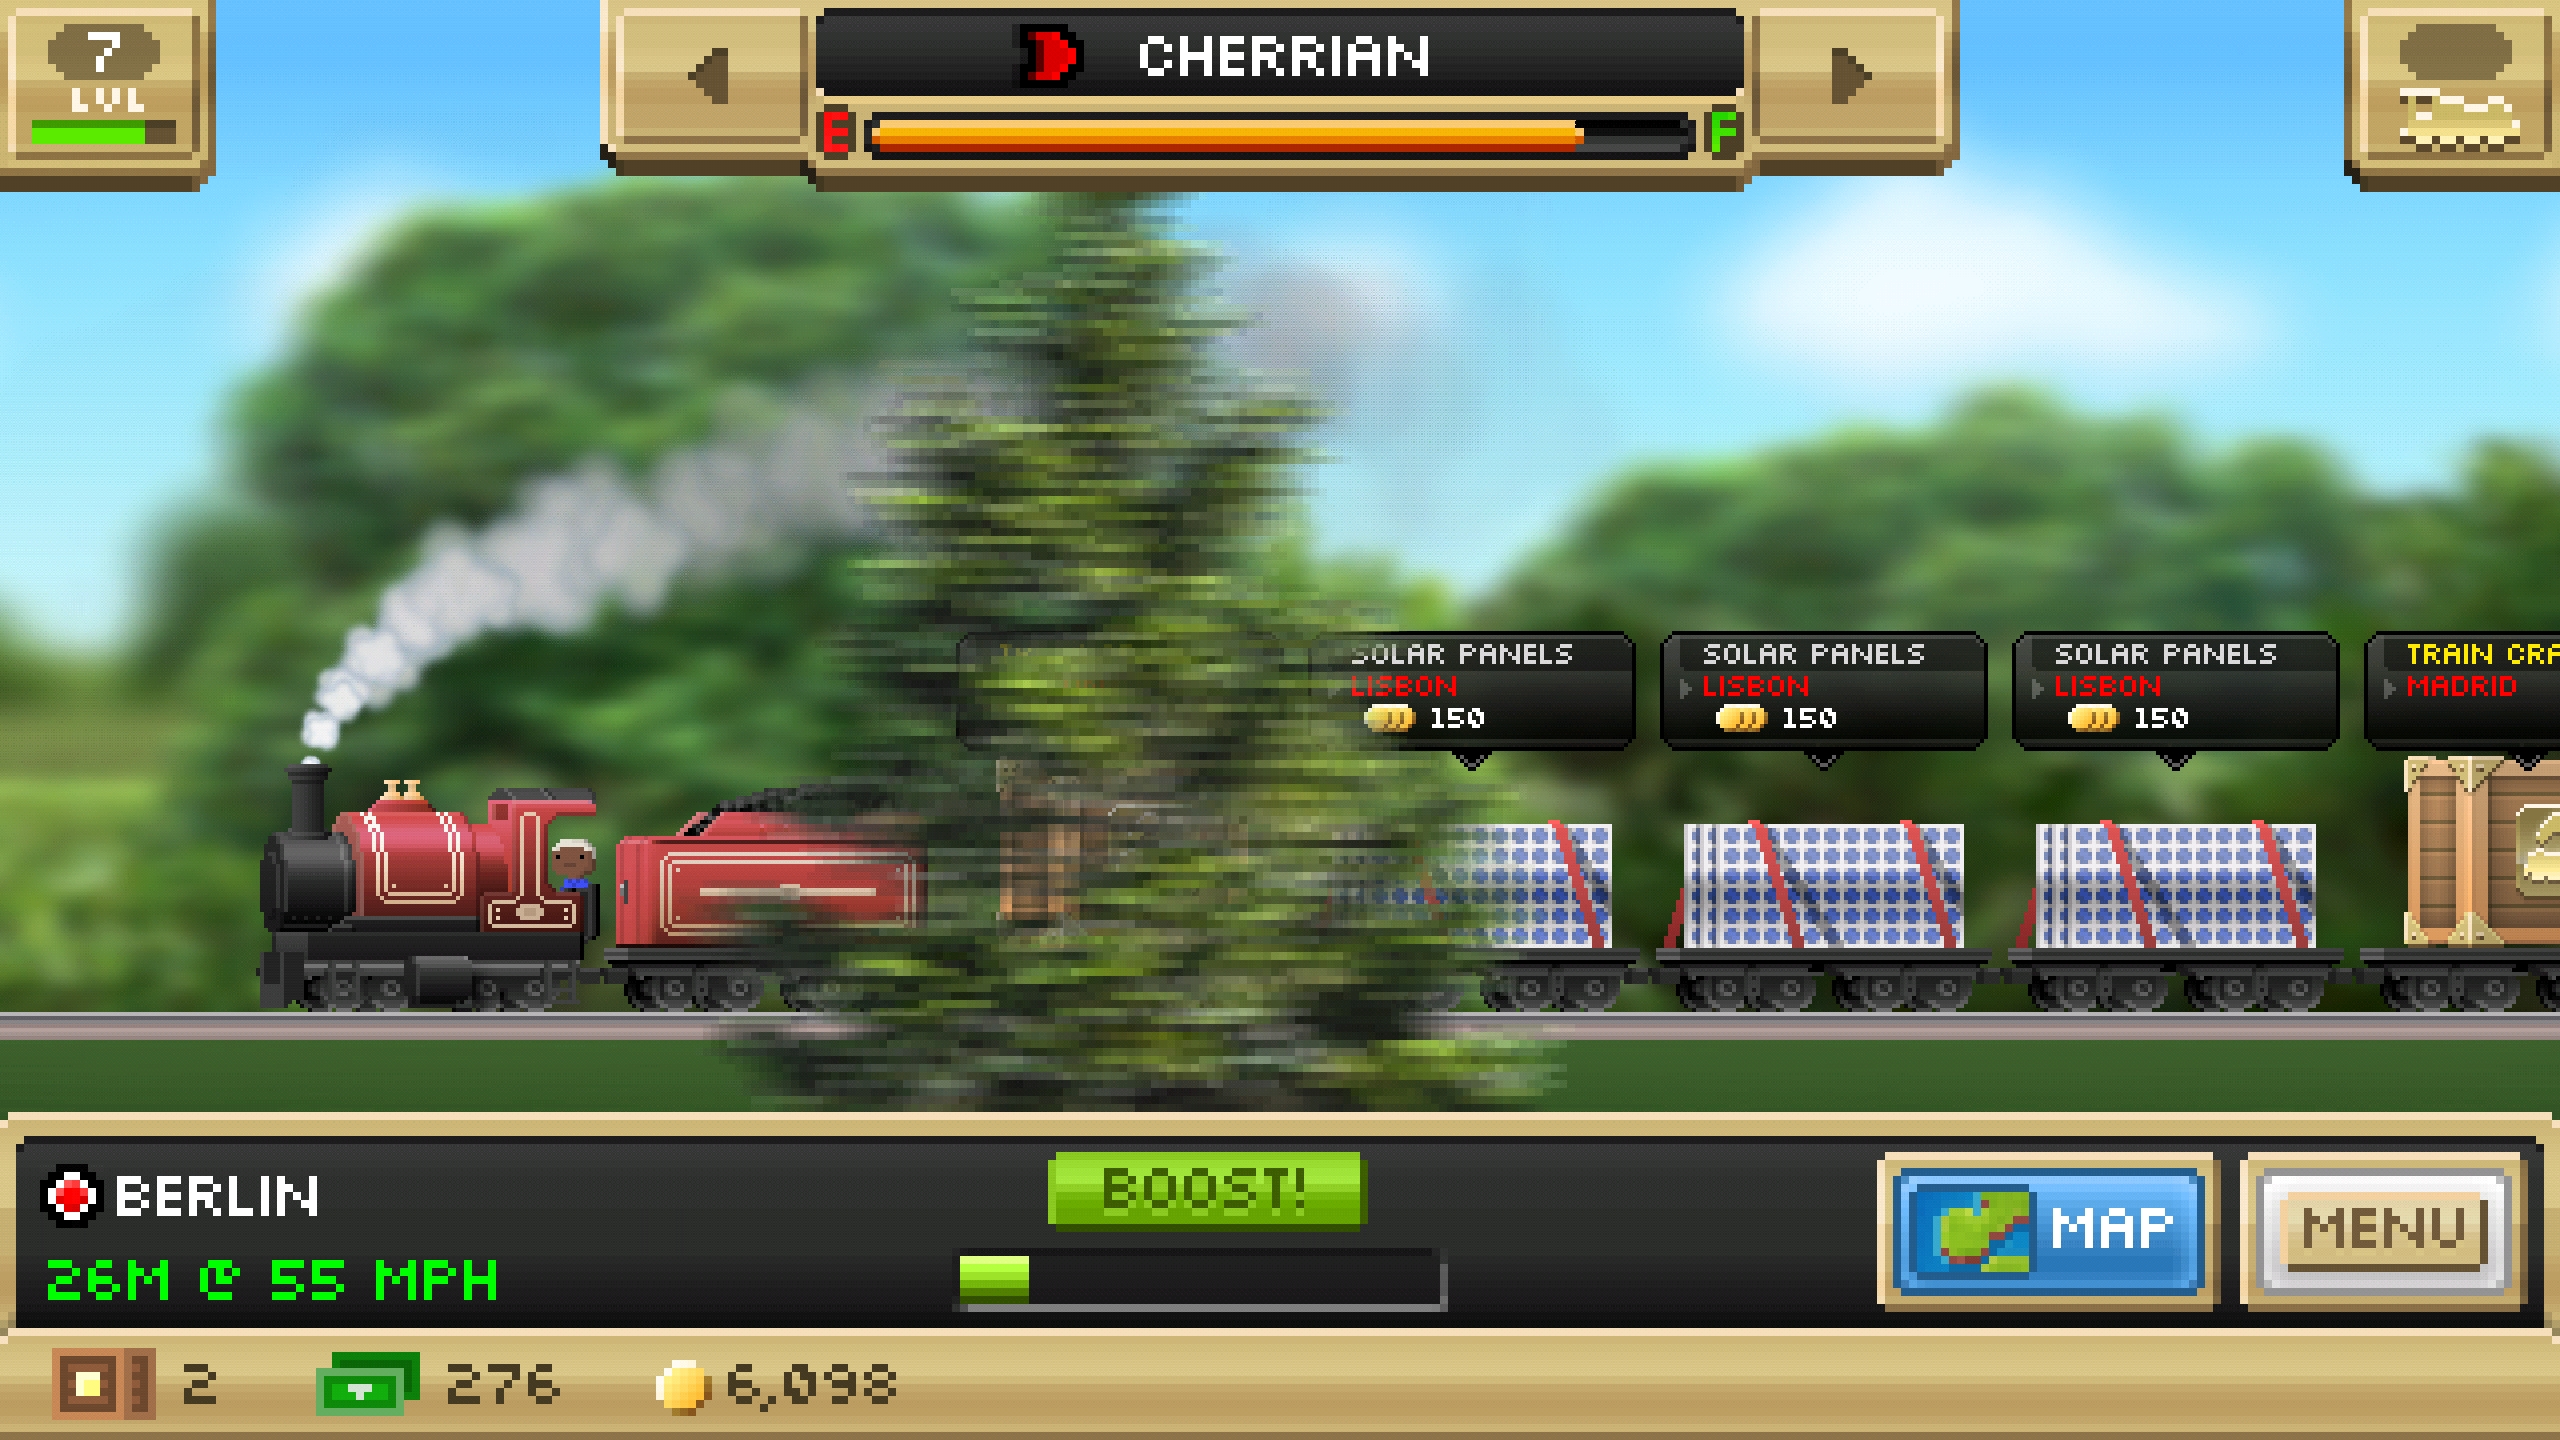 7
LVL
CHERRIAN
E F
SOLAR PANELS
LISBON
150
SOLAR PANELS
LISBON
150
SOLAR PANELS
LISBON
150
TRAIN CRA
MADRID
BERLIN
26M @ 55 MPH
BOOST!
MAP
MENU
2 276 6,098